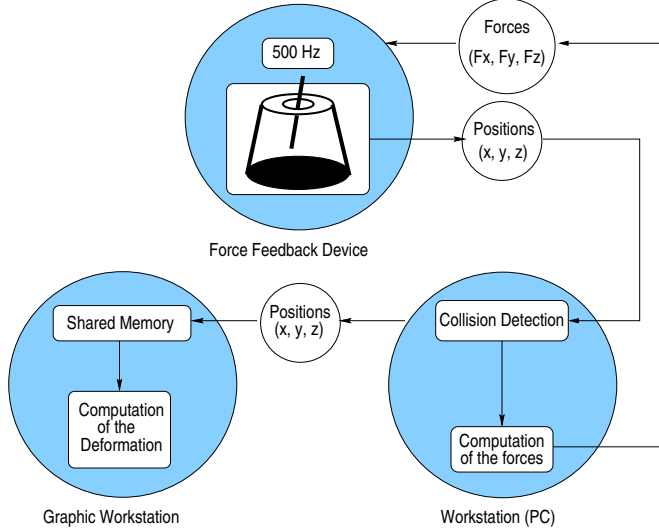 500 Hz
Forces
(Fx, Fy, Fz)
Positions
(x, y, z)
Force Feedback Device
Shared Memory
Computation
of the
Deformation
Positions
(x, y, z)
Collision Detection
Computation
of the forces
Graphic Workstation
Workstation (PC)